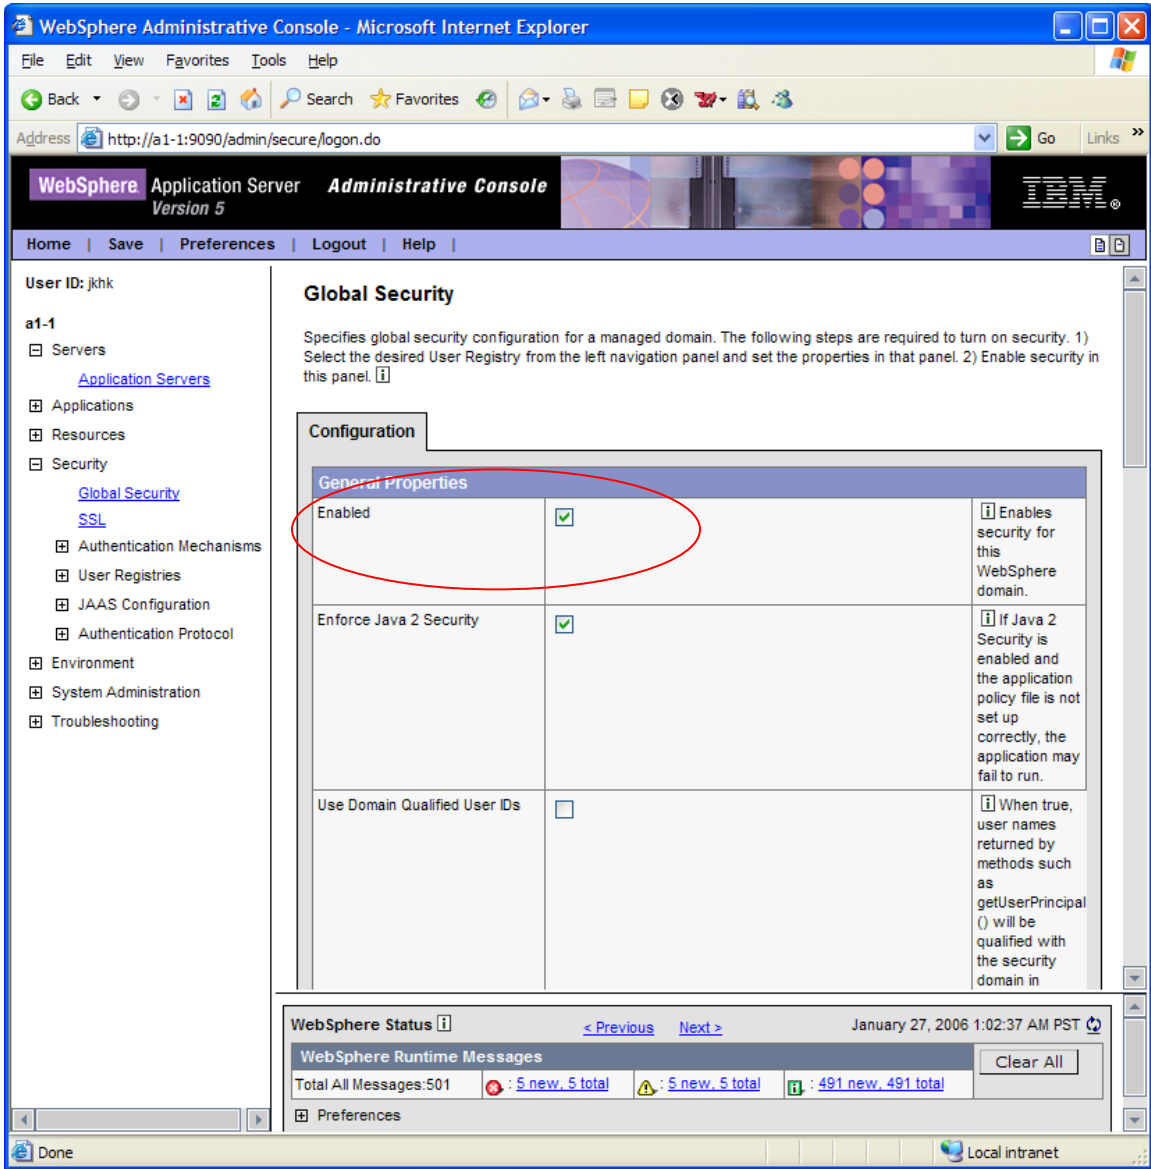 WebSphere Administrative Console - Microsoft Internet Explorer
File Edit View Favorites Tools Help
Back Search Favorites
Address http://a1-1:9090/admin/secure/logon.do Go Links »
WebSphere. Application Server Administrative Console
Version 5
IBM®
Home | Save | Preferences | Logout | Help |
User ID: jkhk
a1-1
Servers
Application Servers
Applications
Resources
Security
Global Security
SSL
Authentication Mechanisms
User Registries
JAAS Configuration
Authentication Protocol
Environment
System Administration
Troubleshooting
Global Security
Specifies global security configuration for a managed domain. The following steps are required to turn on security. 1)
Select the desired User Registry from the left navigation panel and set the properties in that panel. 2) Enable security in
this panel. i
Configuration
General Properties
Enabled
i Enables
security for
this
WebSphere
domain.
Enforce Java 2 Security
i If Java 2
Security is
enabled and
the application
policy file is not
set up
correctly, the
application may
fail to run.
Use Domain Qualified User IDs
i When true,
user names
returned by
methods such
as
getUserPrincipal
() will be
qualified with
the security
domain in
WebSphere Status i < Previous Next > January 27, 2006 1:02:37 AM PST
WebSphere Runtime Messages
Clear All
Total All Messages:501 : 5 new, 5 total : 5 new, 5 total : 491 new, 491 total
Preferences
Done Local intranet